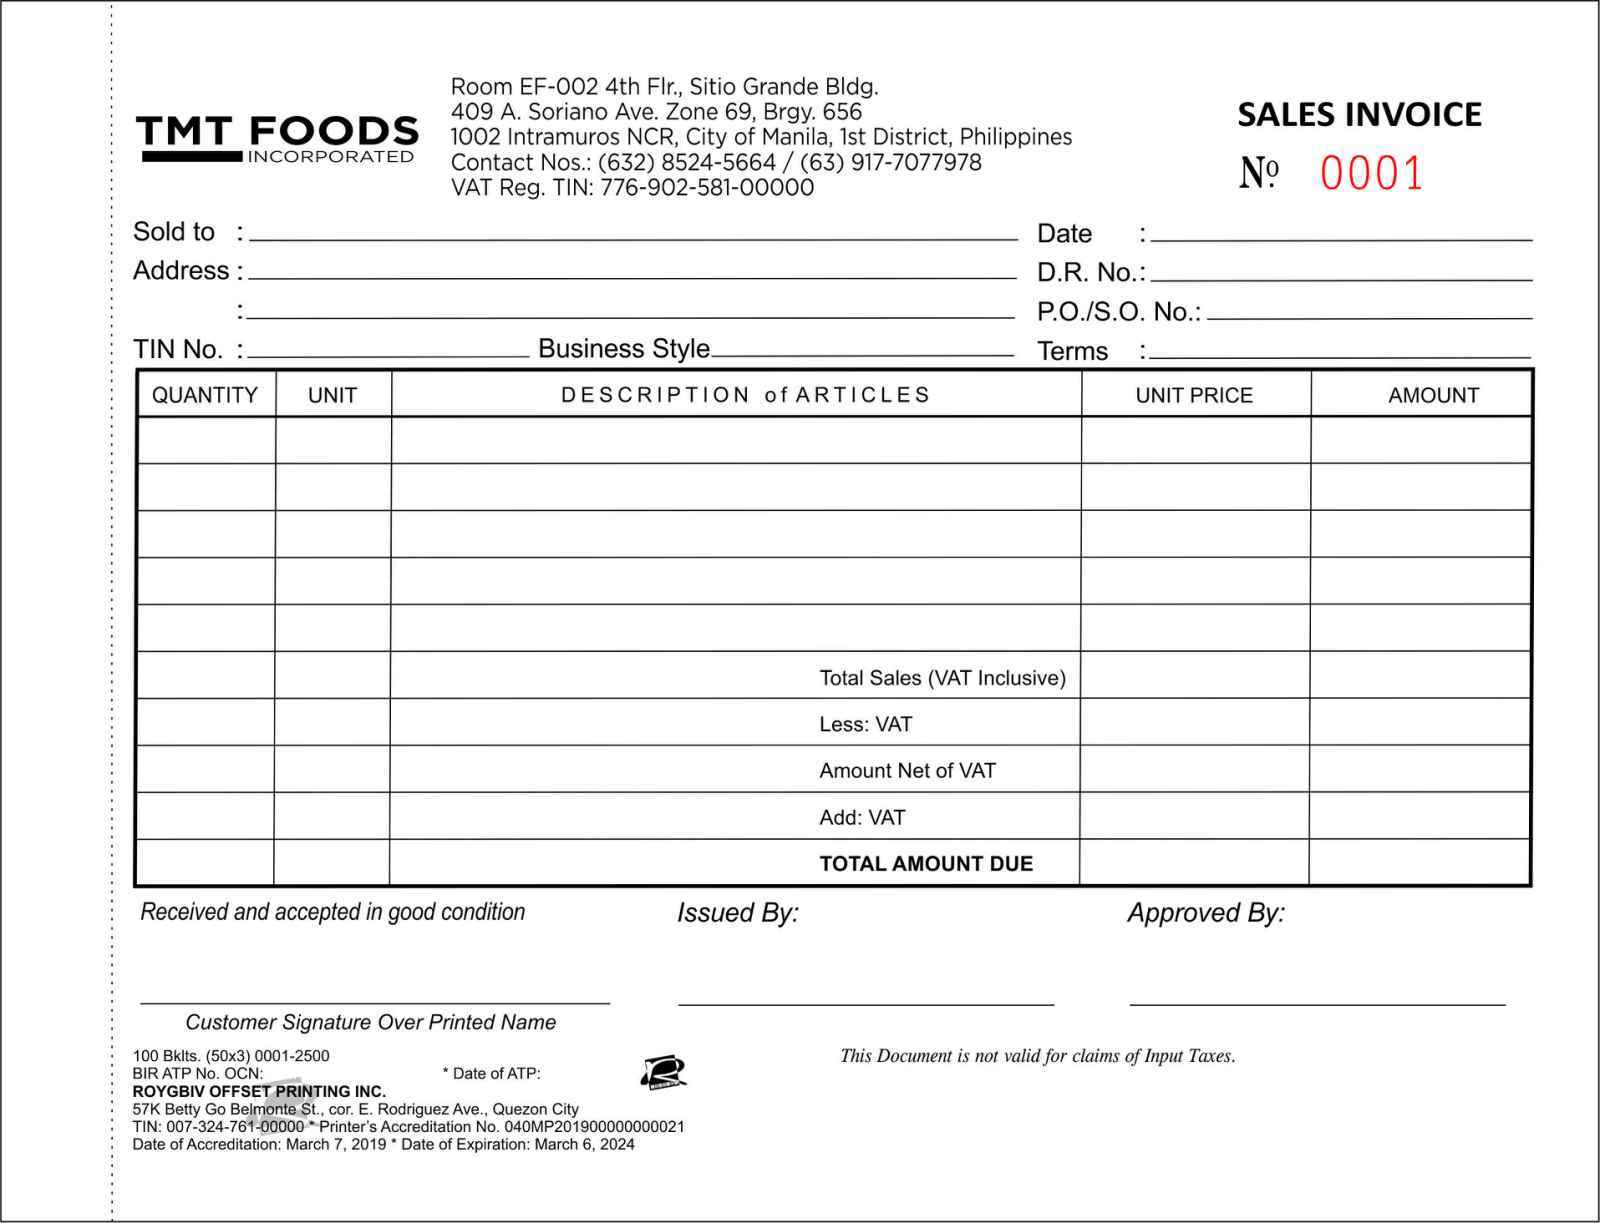 TMT FOODS
INCORPORATED
Room EF-002 4th Flr., Sitio Grande Bldg.
409 A. Soriano Ave. Zone 69, Brgy. 656
1002 Intramuros NCR, City of Manila, 1st District, Philippines
Contact Nos.: (632) 8524-5664 / (63) 917-7077978
VAT Reg. TIN: 776-902-581-00000
SALES INVOICE
Nº. 0001
Sold to :
Date :
Address :
D.R. No.:
:
P.O./S.O. No.:
TIN No. : Business Style
Terms :
QUANTITY UNIT DESCRIPTION of ARTICLES UNIT PRICE AMOUNT
Total Sales (VAT Inclusive)
Less: VAT
Amount Net of VAT
Add: VAT
TOTAL AMOUNT DUE
Received and accepted in good condition
Issued By:
Approved By:
Customer Signature Over Printed Name
100 Bklts. (50x3) 0001-2500
BIR ATP No. OCN: * Date of ATP:
ROYGBIV OFFSET PRINTING INC.
57K Betty Go Belmonte St., cor. E. Rodriguez Ave., Quezon City
TIN: 007-324-761-00000 * Printer's Accreditation No. 040MP201900000000021
Date of Accreditation: March 7, 2019 * Date of Expiration: March 6, 2024
This Document is not valid for claims of Input Taxes.